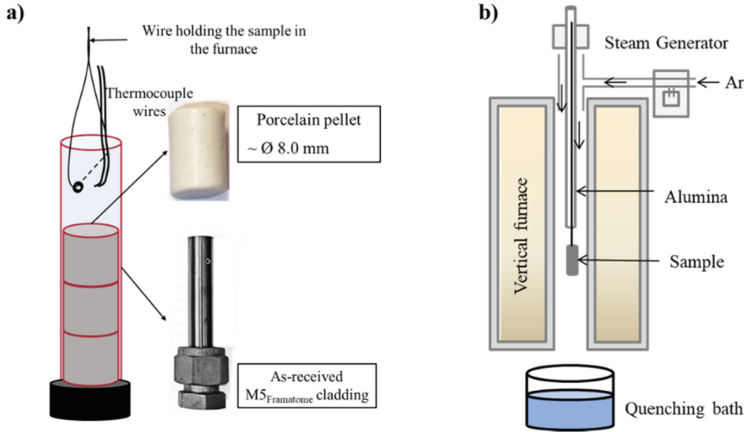 a)
Wire holding the sample in
the furnace
Thermocouple
wires
Porcelain pellet
~ Ø 8.0 mm
As-received
M5Framatome cladding
b)
Steam Generator
Ar
Vertical furnace
Alumina
Sample
Quenching bath